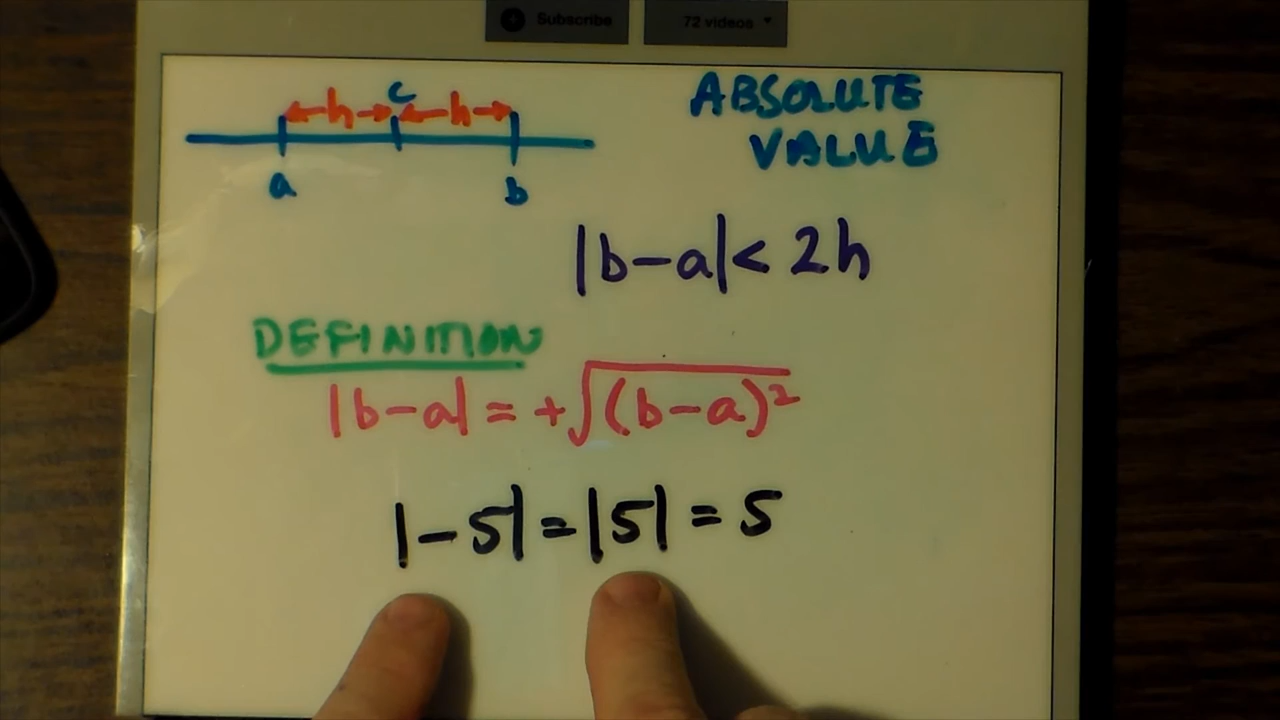 Subscribe 72 videos
c
h h
a b
ABSOLUTE
VALUE
|b-a|< 2h
DEFINITION
|b-a| = +√(b-a)²
|-5| = |5| = 5